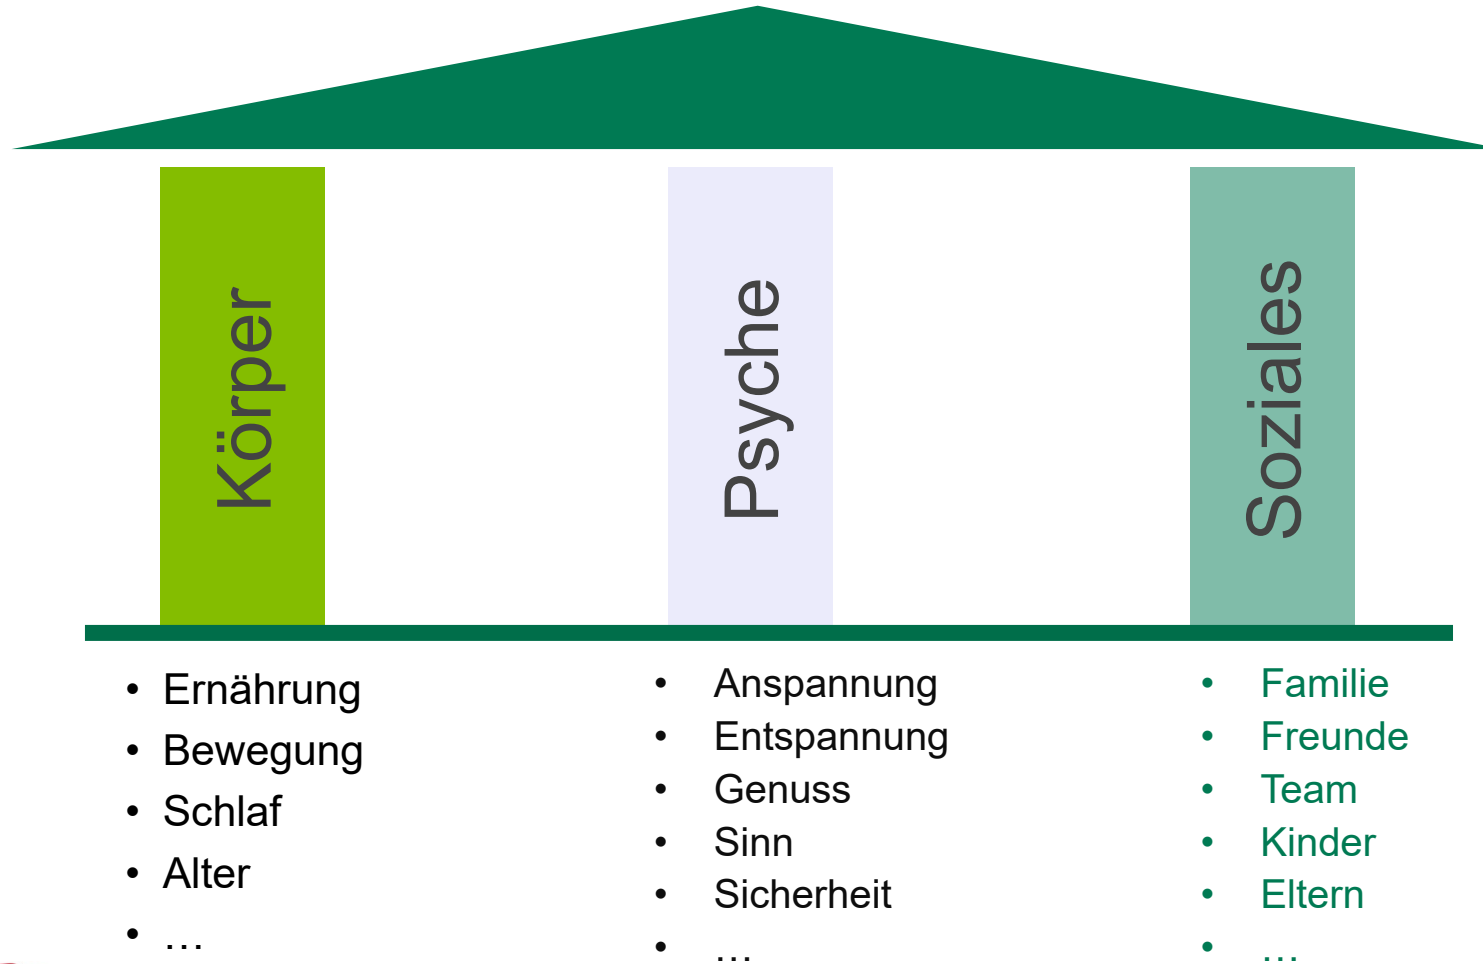 Körper
Psyche
Soziales
• Ernährung
• Bewegung
• Schlaf
• Alter
• …
• Anspannung
• Entspannung
• Genuss
• Sinn
• Sicherheit
• …
• Familie
• Freunde
• Team
• Kinder
• Eltern
• …